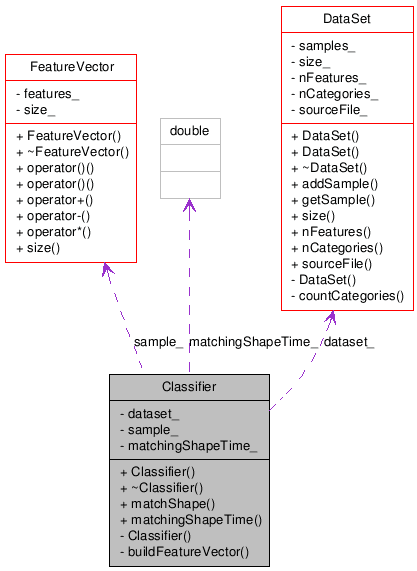 FeatureVector
- features_
- size_
+ FeatureVector()
+ ~FeatureVector()
+ operator()()
+ operator()()
+ operator+()
+ operator-()
+ operator*()
+ size()
double
DataSet
- samples_
- size_
- nFeatures_
- nCategories_
- sourceFile_
+ DataSet()
+ DataSet()
+ ~DataSet()
+ addSample()
+ getSample()
+ size()
+ nFeatures()
+ nCategories()
+ sourceFile()
- DataSet()
- countCategories()
sample_
matchingShapeTime_
dataset_
Classifier
- dataset_
- sample_
- matchingShapeTime_
+ Classifier()
+ ~Classifier()
+ matchShape()
+ matchingShapeTime()
- Classifier()
- buildFeatureVector()